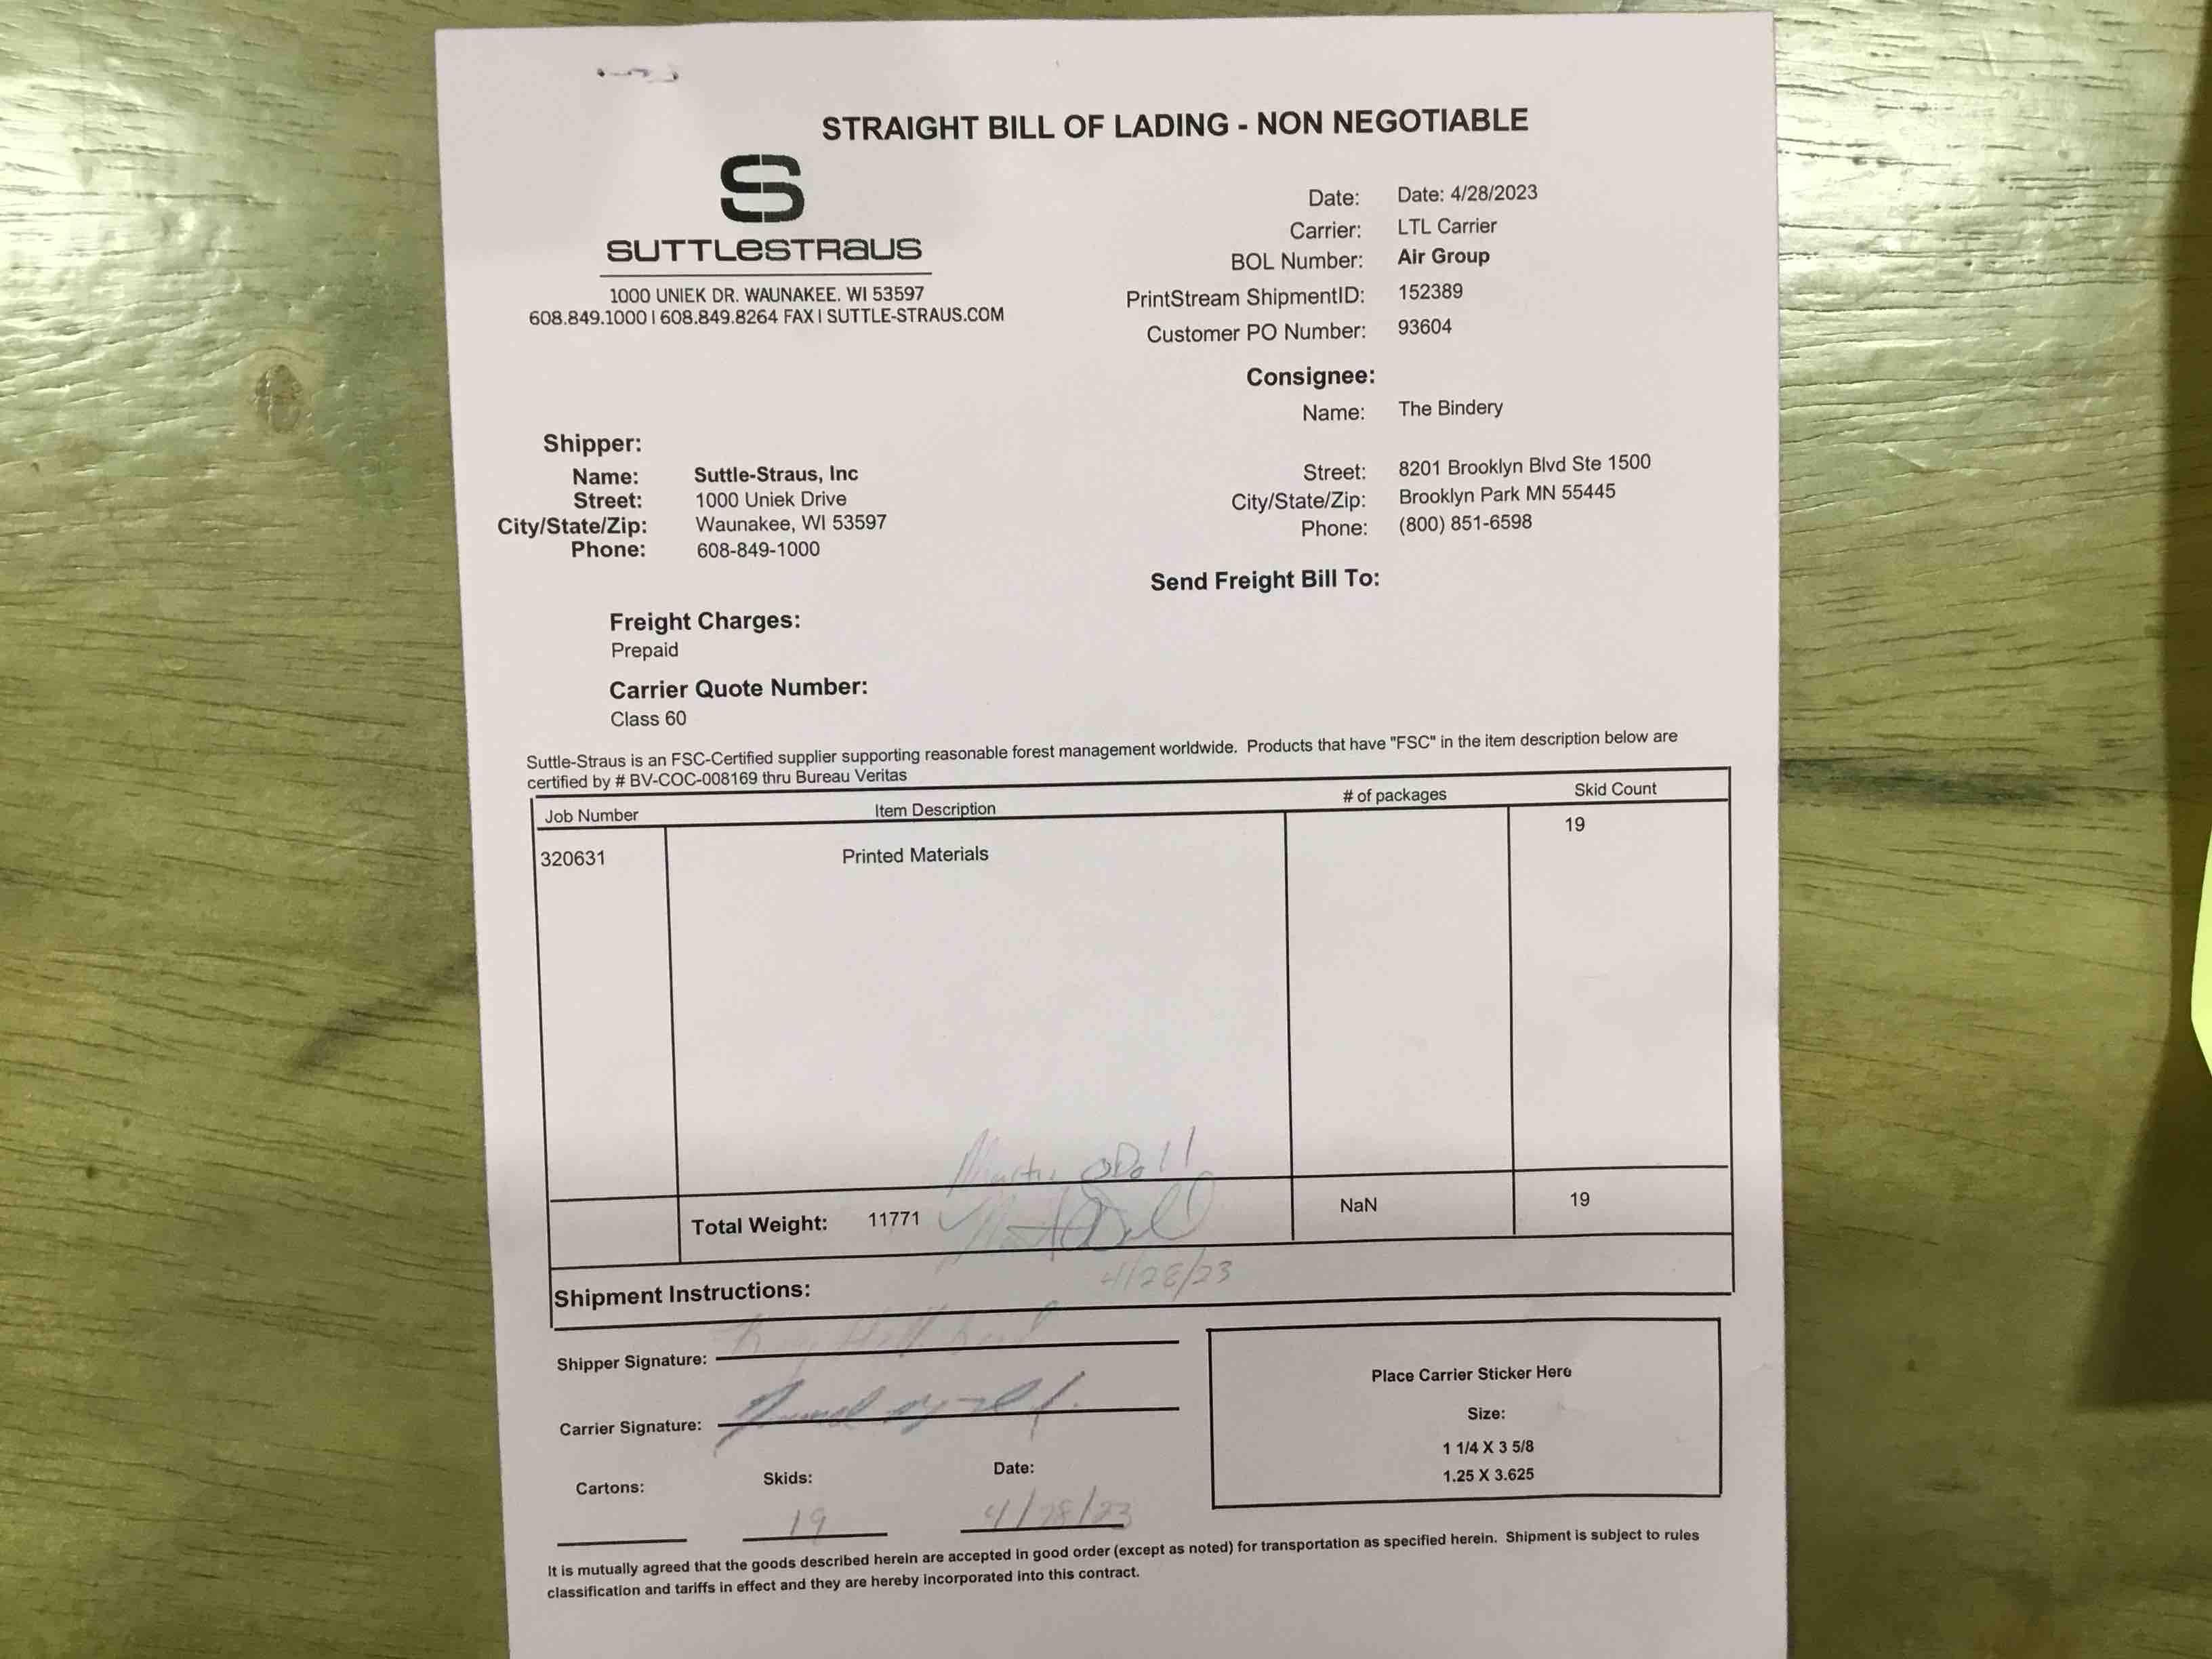 STRAIGHT BILL OF LADING - NON NEGOTIABLE
S
SUTTLESTRAUS
1000 UNIEK DR. WAUNAKEE. WI 53597
608.849.1000 | 608.849.8264 FAX | SUTTLE-STRAUS.COM
Date: Date: 4/28/2023
Carrier: LTL Carrier
BOL Number: Air Group
PrintStream ShipmentID: 152389
Customer PO Number: 93604
Consignee:
Name: The Bindery
Street: 8201 Brooklyn Blvd Ste 1500
City/State/Zip: Brooklyn Park MN 55445
Phone: (800) 851-6598
Shipper:
Name: Suttle-Straus, Inc
Street: 1000 Uniek Drive
City/State/Zip: Waunakee, WI 53597
Phone: 608-849-1000
Send Freight Bill To:
Freight Charges:
Prepaid
Carrier Quote Number:
Class 60
Suttle-Straus is an FSC-Certified supplier supporting reasonable forest management worldwide. Products that have "FSC" in the item description below are
certified by # BV-COC-008169 thru Bureau Veritas
Job Number Item Description # of packages Skid Count
19
320631 Printed Materials
Total Weight: 11771 NaN 19
4/28/23
Shipment Instructions:
Shipper Signature:
Carrier Signature:
Cartons: Skids: Date:
19 4/28/23
Place Carrier Sticker Here
Size:
1 1/4 X 3 5/8
1.25 X 3.625
It is mutually agreed that the goods described herein are accepted in good order (except as noted) for transportation as specified herein. Shipment is subject to rules
classification and tariffs in effect and they are hereby incorporated into this contract.